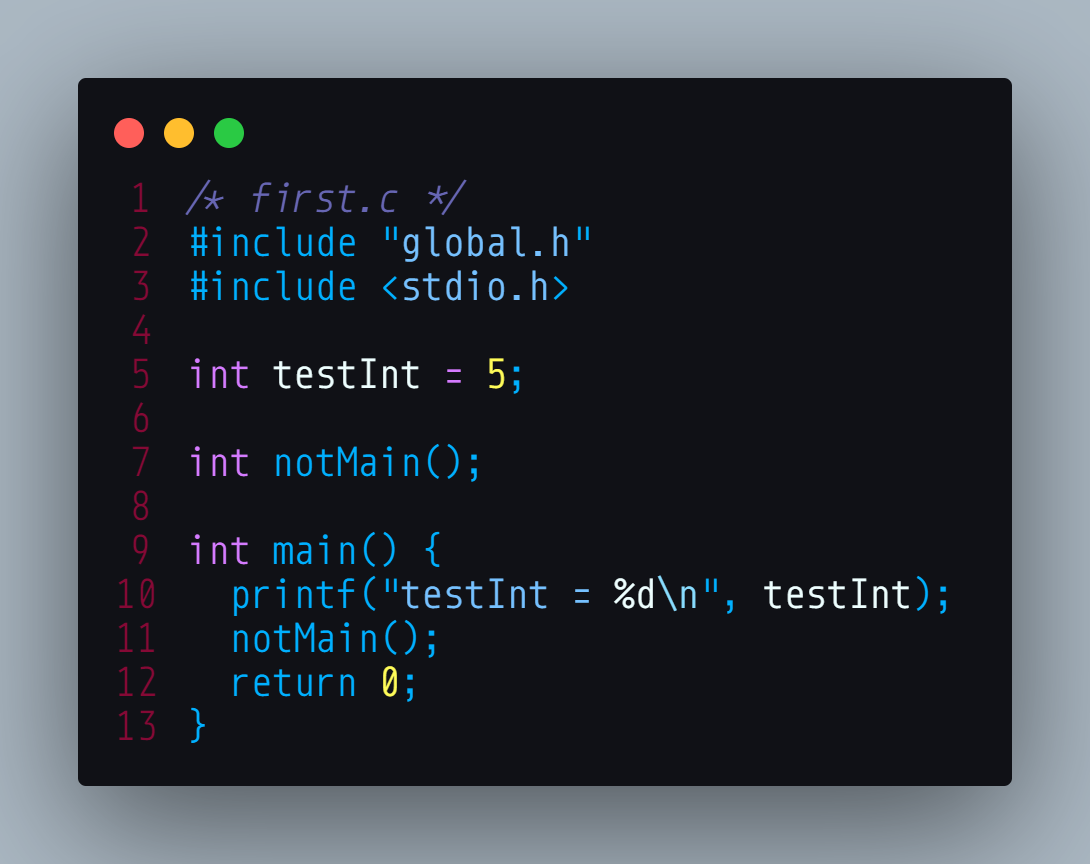 1 /* first.c */
2 #include "global.h"
3 #include <stdio.h>
4
5 int testInt = 5;
6
7 int notMain();
8
9 int main() {
10   printf("testInt = %d\n", testInt);
11   notMain();
12   return 0;
13 }